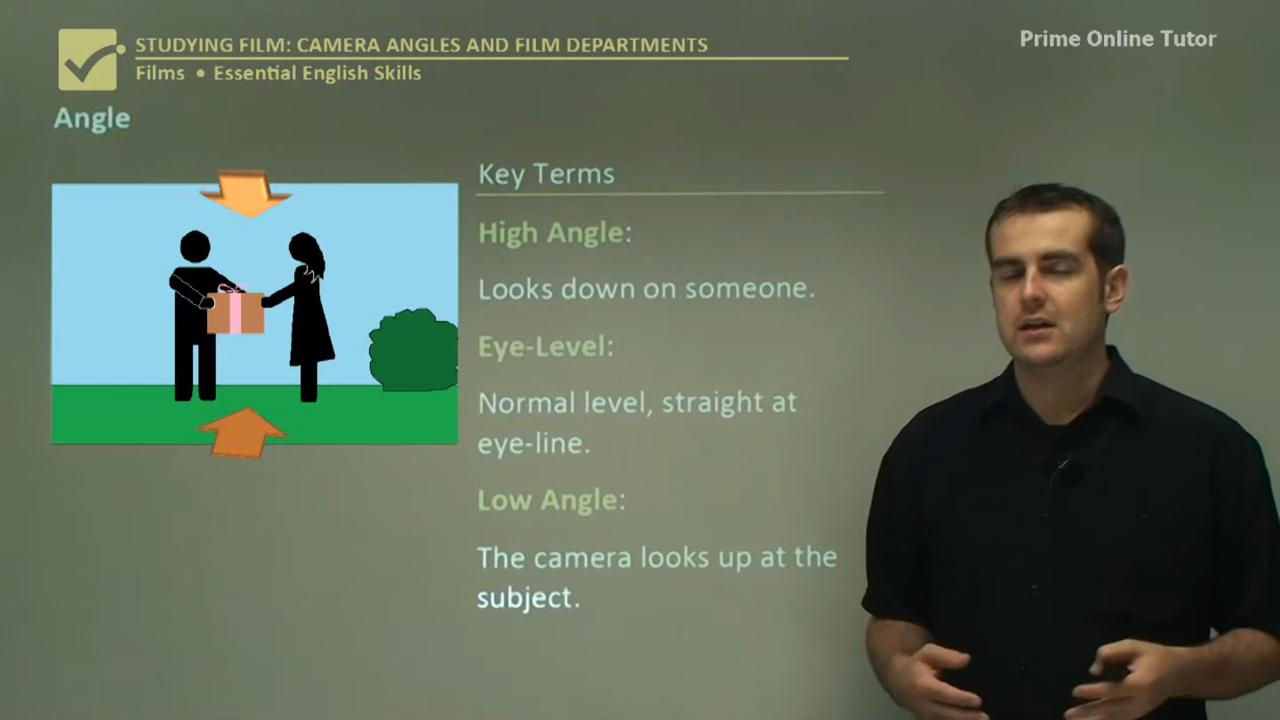 STUDYING FILM: CAMERA ANGLES AND FILM DEPARTMENTS
Films • Essential English Skills
Prime Online Tutor
Angle
Key Terms
High Angle:
Looks down on someone.
Eye-Level:
Normal level, straight at
eye-line.
Low Angle:
The camera looks up at the
subject.